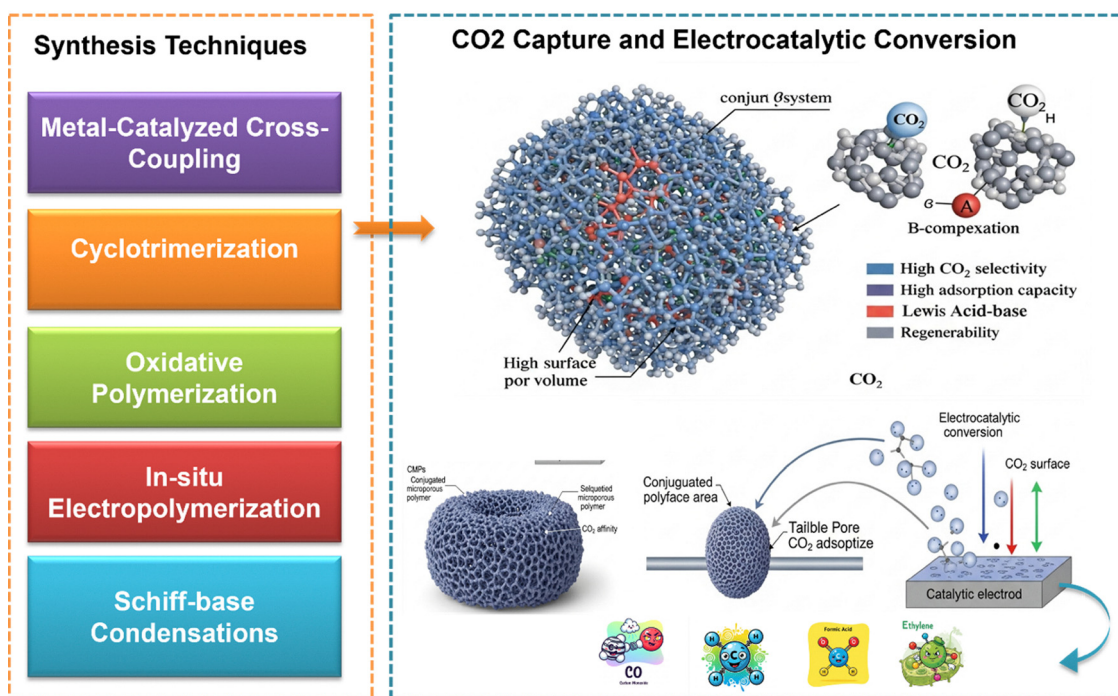 Synthesis Techniques
Metal-Catalyzed Cross-
Coupling
Cyclotrimerization
Oxidative
Polymerization
In-situ
Electropolymerization
Schiff-base
Condensations
CO2 Capture and Electrocatalytic Conversion
conjuri βsystem
CO₂
CO₂
H
CO₂
B
A
B-compexation
High CO₂ selectivity
High adsorption capacity
Lewis Acid-base
Regenerability
High surface
por volume
CO₂
CMPs
Conjugated microporous
polymer
Selquetied microporous
polymer
CO₂ affinity
Conjuguated
polyface area
Tailble Pore
CO₂ adsoptize
Electrocatalytic
conversion
CO₂ surface
Catalytic electrod
CO
H
H
C
H
H
Formic Acid
Ethylene